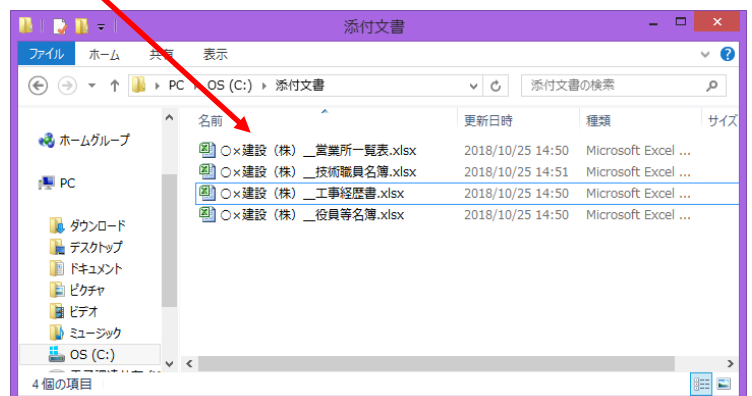 添付文書
ファイル ホーム 共有 表示
PC OS (C:) 添付文書 添付文書の検索
名前 更新日時 種類 サイズ
○×建設（株）__営業所一覧表.xlsx 2018/10/25 14:50 Microsoft Excel ...
○×建設（株）__技術職員名簿.xlsx 2018/10/25 14:51 Microsoft Excel ...
○×建設（株）__工事経歴書.xlsx 2018/10/25 14:50 Microsoft Excel ...
○×建設（株）__役員等名簿.xlsx 2018/10/25 14:50 Microsoft Excel ...
ホームグループ
PC
ダウンロード
デスクトップ
ドキュメント
ピクチャ
ビデオ
ミュージック
OS (C:)
4 個の項目